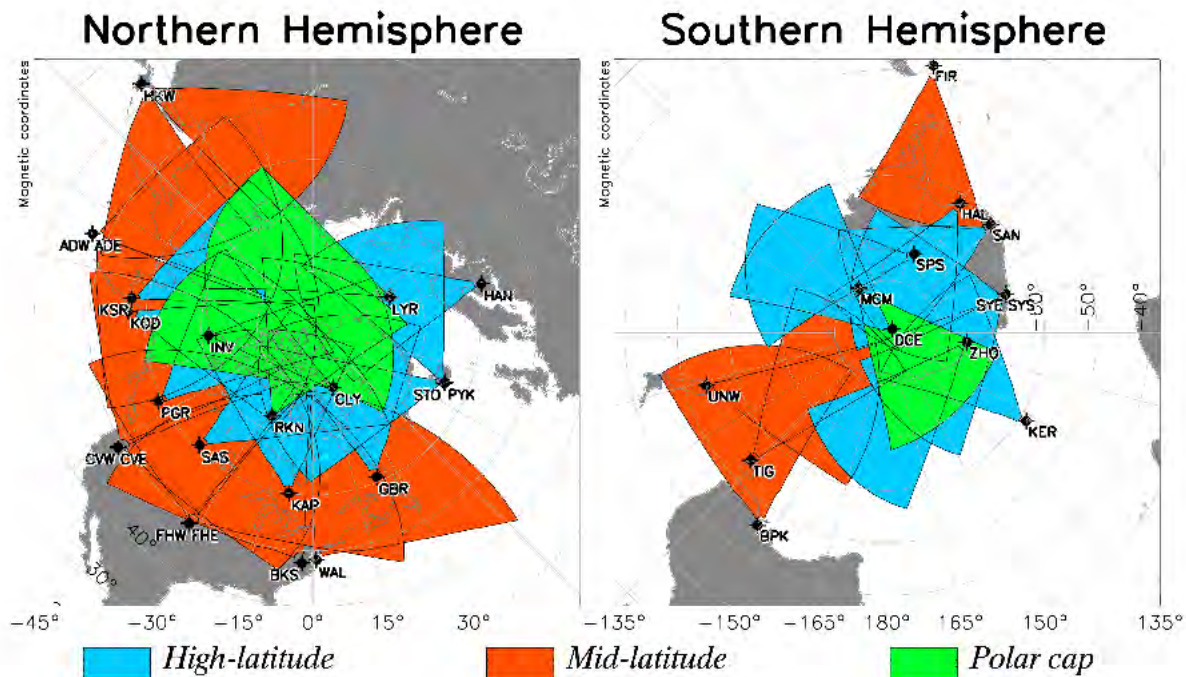 Northern Hemisphere
Southern Hemisphere
Magnetic coordinates
HKW
ADW ADE
KSR
KOD
INV
LYR
HAN
PGR
CLY
STO PYK
RKN
CVW CVE
SAS
KAP
GBR
FHW FHE
BKS
WAL
40°
30°
-45°
-30°
-15°
0°
15°
30°
Magnetic coordinates
FIR
HAL
SAN
SPS
MCM
SYE SYS
DCE
ZHO
UNW
KER
TIG
BPK
60°
-50°
-40°
-135°
-150°
-165°
180°
165°
150°
135°
High-latitude
Mid-latitude
Polar cap